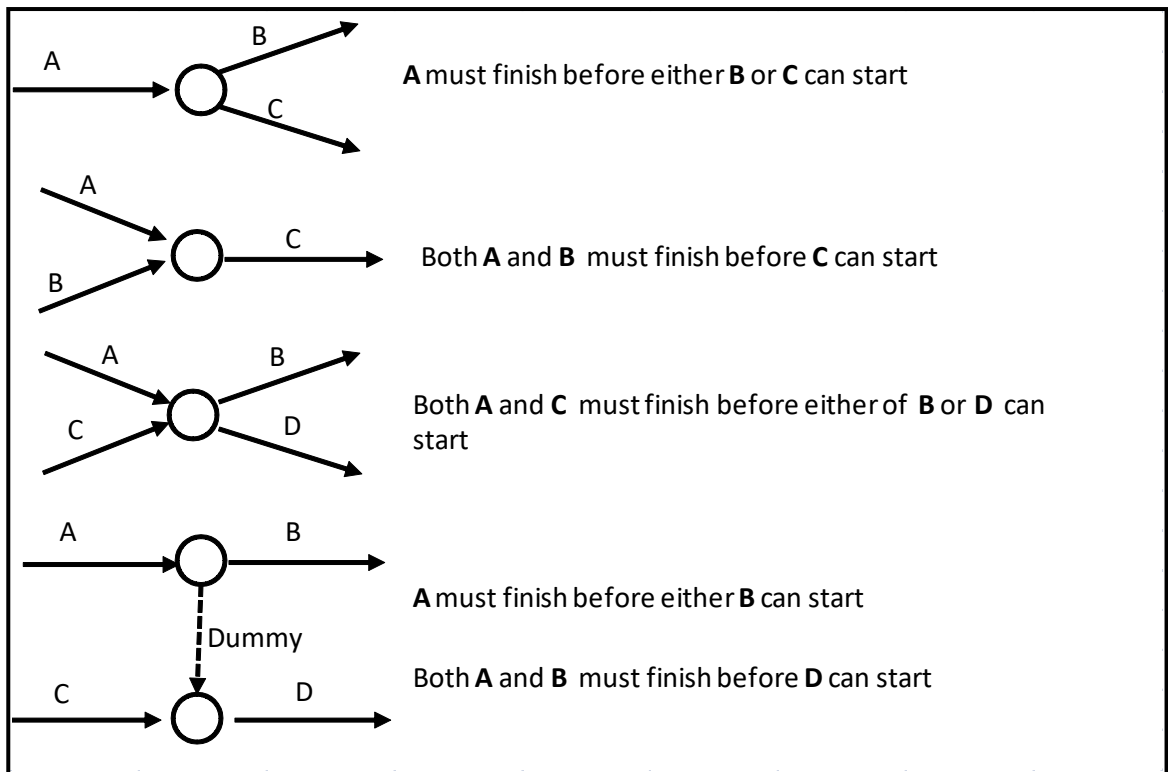 A
B
C
A must finish before either B or C can start
A
B
C
Both A and B must finish before C can start
A
C
B
D
Both A and C must finish before either of B or D can
start
A
B
A must finish before either B can start
Dummy
Both A and B must finish before D can start
C
D